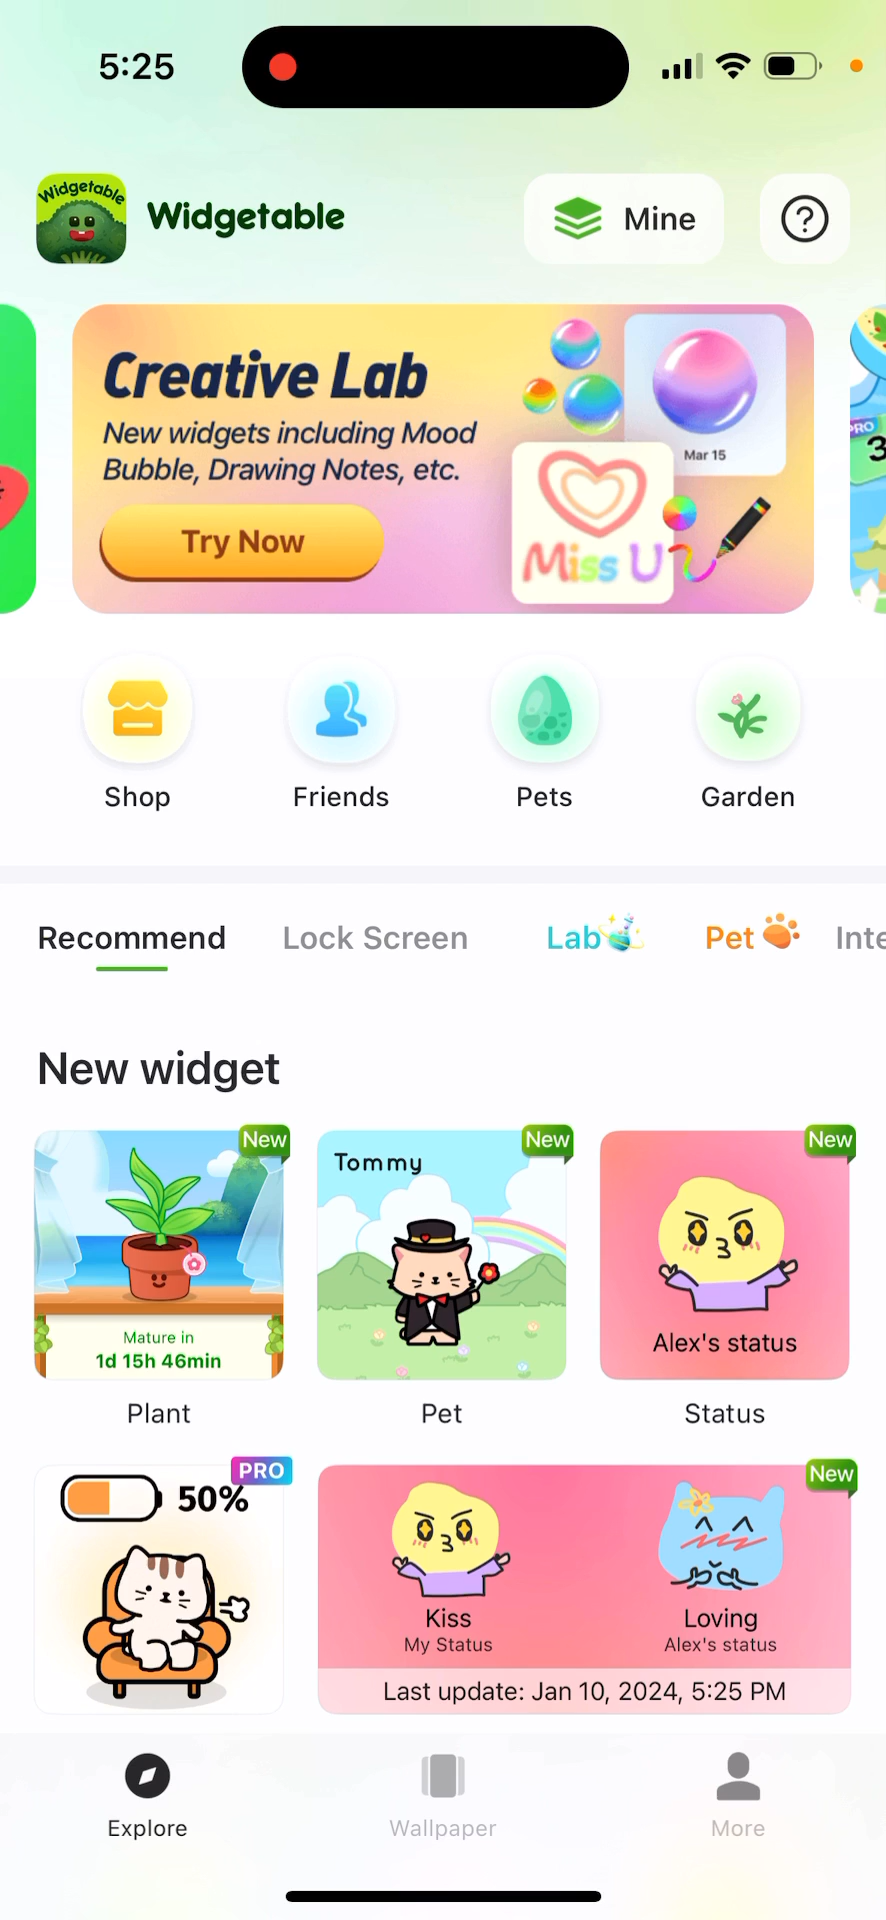 5:25
Widgetable
Widgetable
Mine
Creative Lab
New widgets including Mood
Bubble, Drawing Notes, etc.
Try Now
Mar 15
Miss U
PRO
3
Shop
Friends
Pets
Garden
Recommend
Lock Screen
Lab
Pet
Inte
New widget
New
Mature in
1d 15h 46min
Plant
New
Tommy
Pet
New
Alex's status
Status
PRO
50%
New
Kiss
My Status
Loving
Alex's status
Last update: Jan 10, 2024, 5:25 PM
Explore
Wallpaper
More